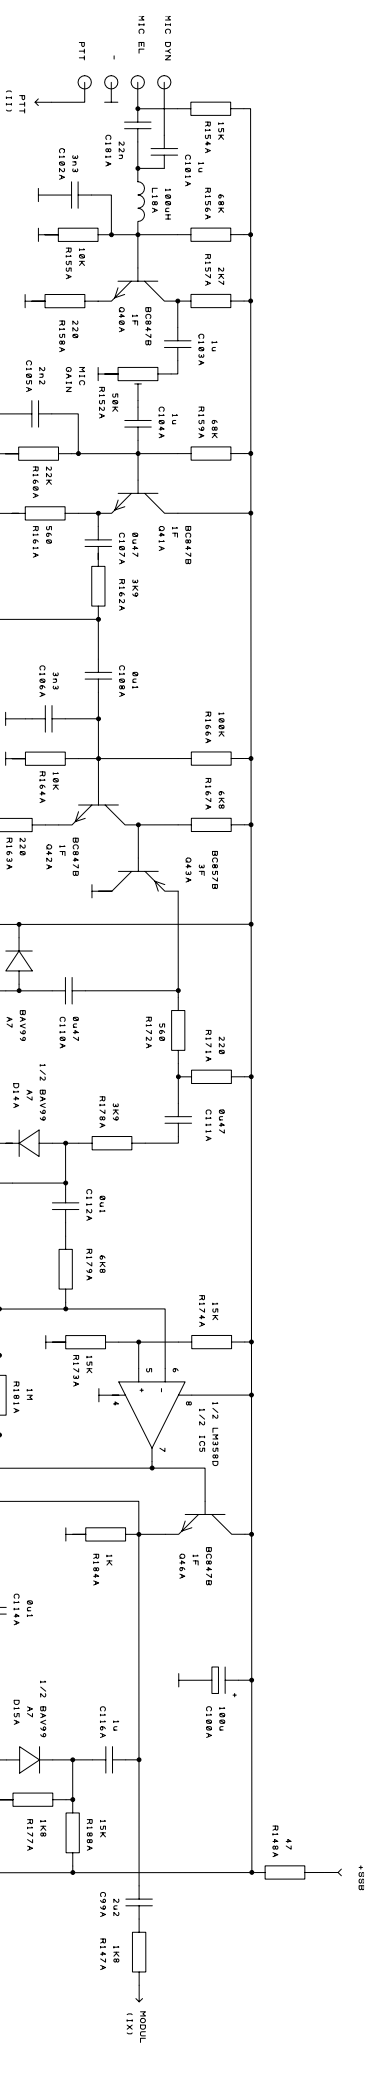 MIC DYN
MIC EL
-
PTT
PTT
(II)
15K
R154A
1u
C101A
22n
C181A
3n3
C102A
100uH
L18A
68K
R156A
10K
R155A
2K7
R157A
BC847B
1F
Q40A
220
R158A
1u
C103A
50K
R152A
MIC
GAIN
2n2
C105A
1u
C104A
68K
R159A
22K
R160A
BC847B
1F
Q41A
560
R161A
0u47
C107A
3K9
R162A
0u1
C108A
3n3
C106A
100K
R166A
10K
R164A
6K8
R167A
BC847B
1F
Q42A
220
R163A
BC857B
3F
Q43A
BAV99
A7
0u47
C110A
560
R172A
220
R171A
0u47
C111A
3K9
R178A
1/2 BAV99
A7
D14A
0u1
C112A
6K8
R179A
15K
R174A
15K
R173A
1M
R181A
6
5
-
+
8
4
7
1/2 LM358D
1/2 IC5
BC847B
1F
Q46A
1K
R184A
0u1
C114A
+
100u
C100A
1/2 BAV99
A7
D15A
1u
C116A
15K
R188A
1K8
R177A
47
R148A
+SSB
2u2
C99A
1K8
R147A
MODUL
(IX)